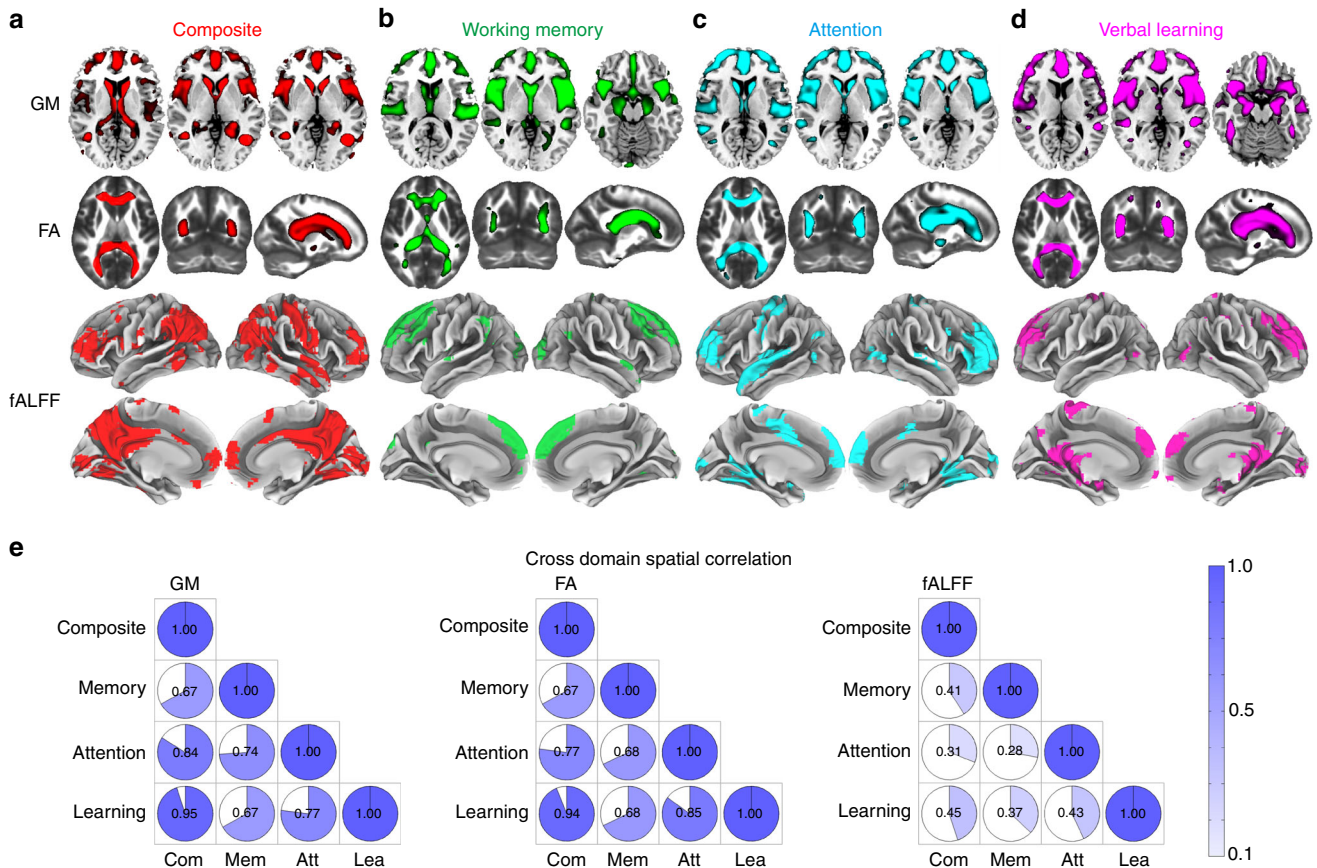 a
Composite
b
Working memory
c
Attention
d
Verbal learning
GM
FA
fALFF
e
Cross domain spatial correlation
GM
Composite
1.00
Memory
0.67 1.00
Attention
0.84 0.74 1.00
Learning
0.95 0.67 0.77 1.00
Com Mem Att Lea
FA
Composite
1.00
Memory
0.67 1.00
Attention
0.77 0.68 1.00
Learning
0.94 0.68 0.85 1.00
Com Mem Att Lea
fALFF
Composite
1.00
Memory
0.41 1.00
Attention
0.31 0.28 1.00
Learning
0.45 0.37 0.43 1.00
Com Mem Att Lea
1.0
0.5
0.1